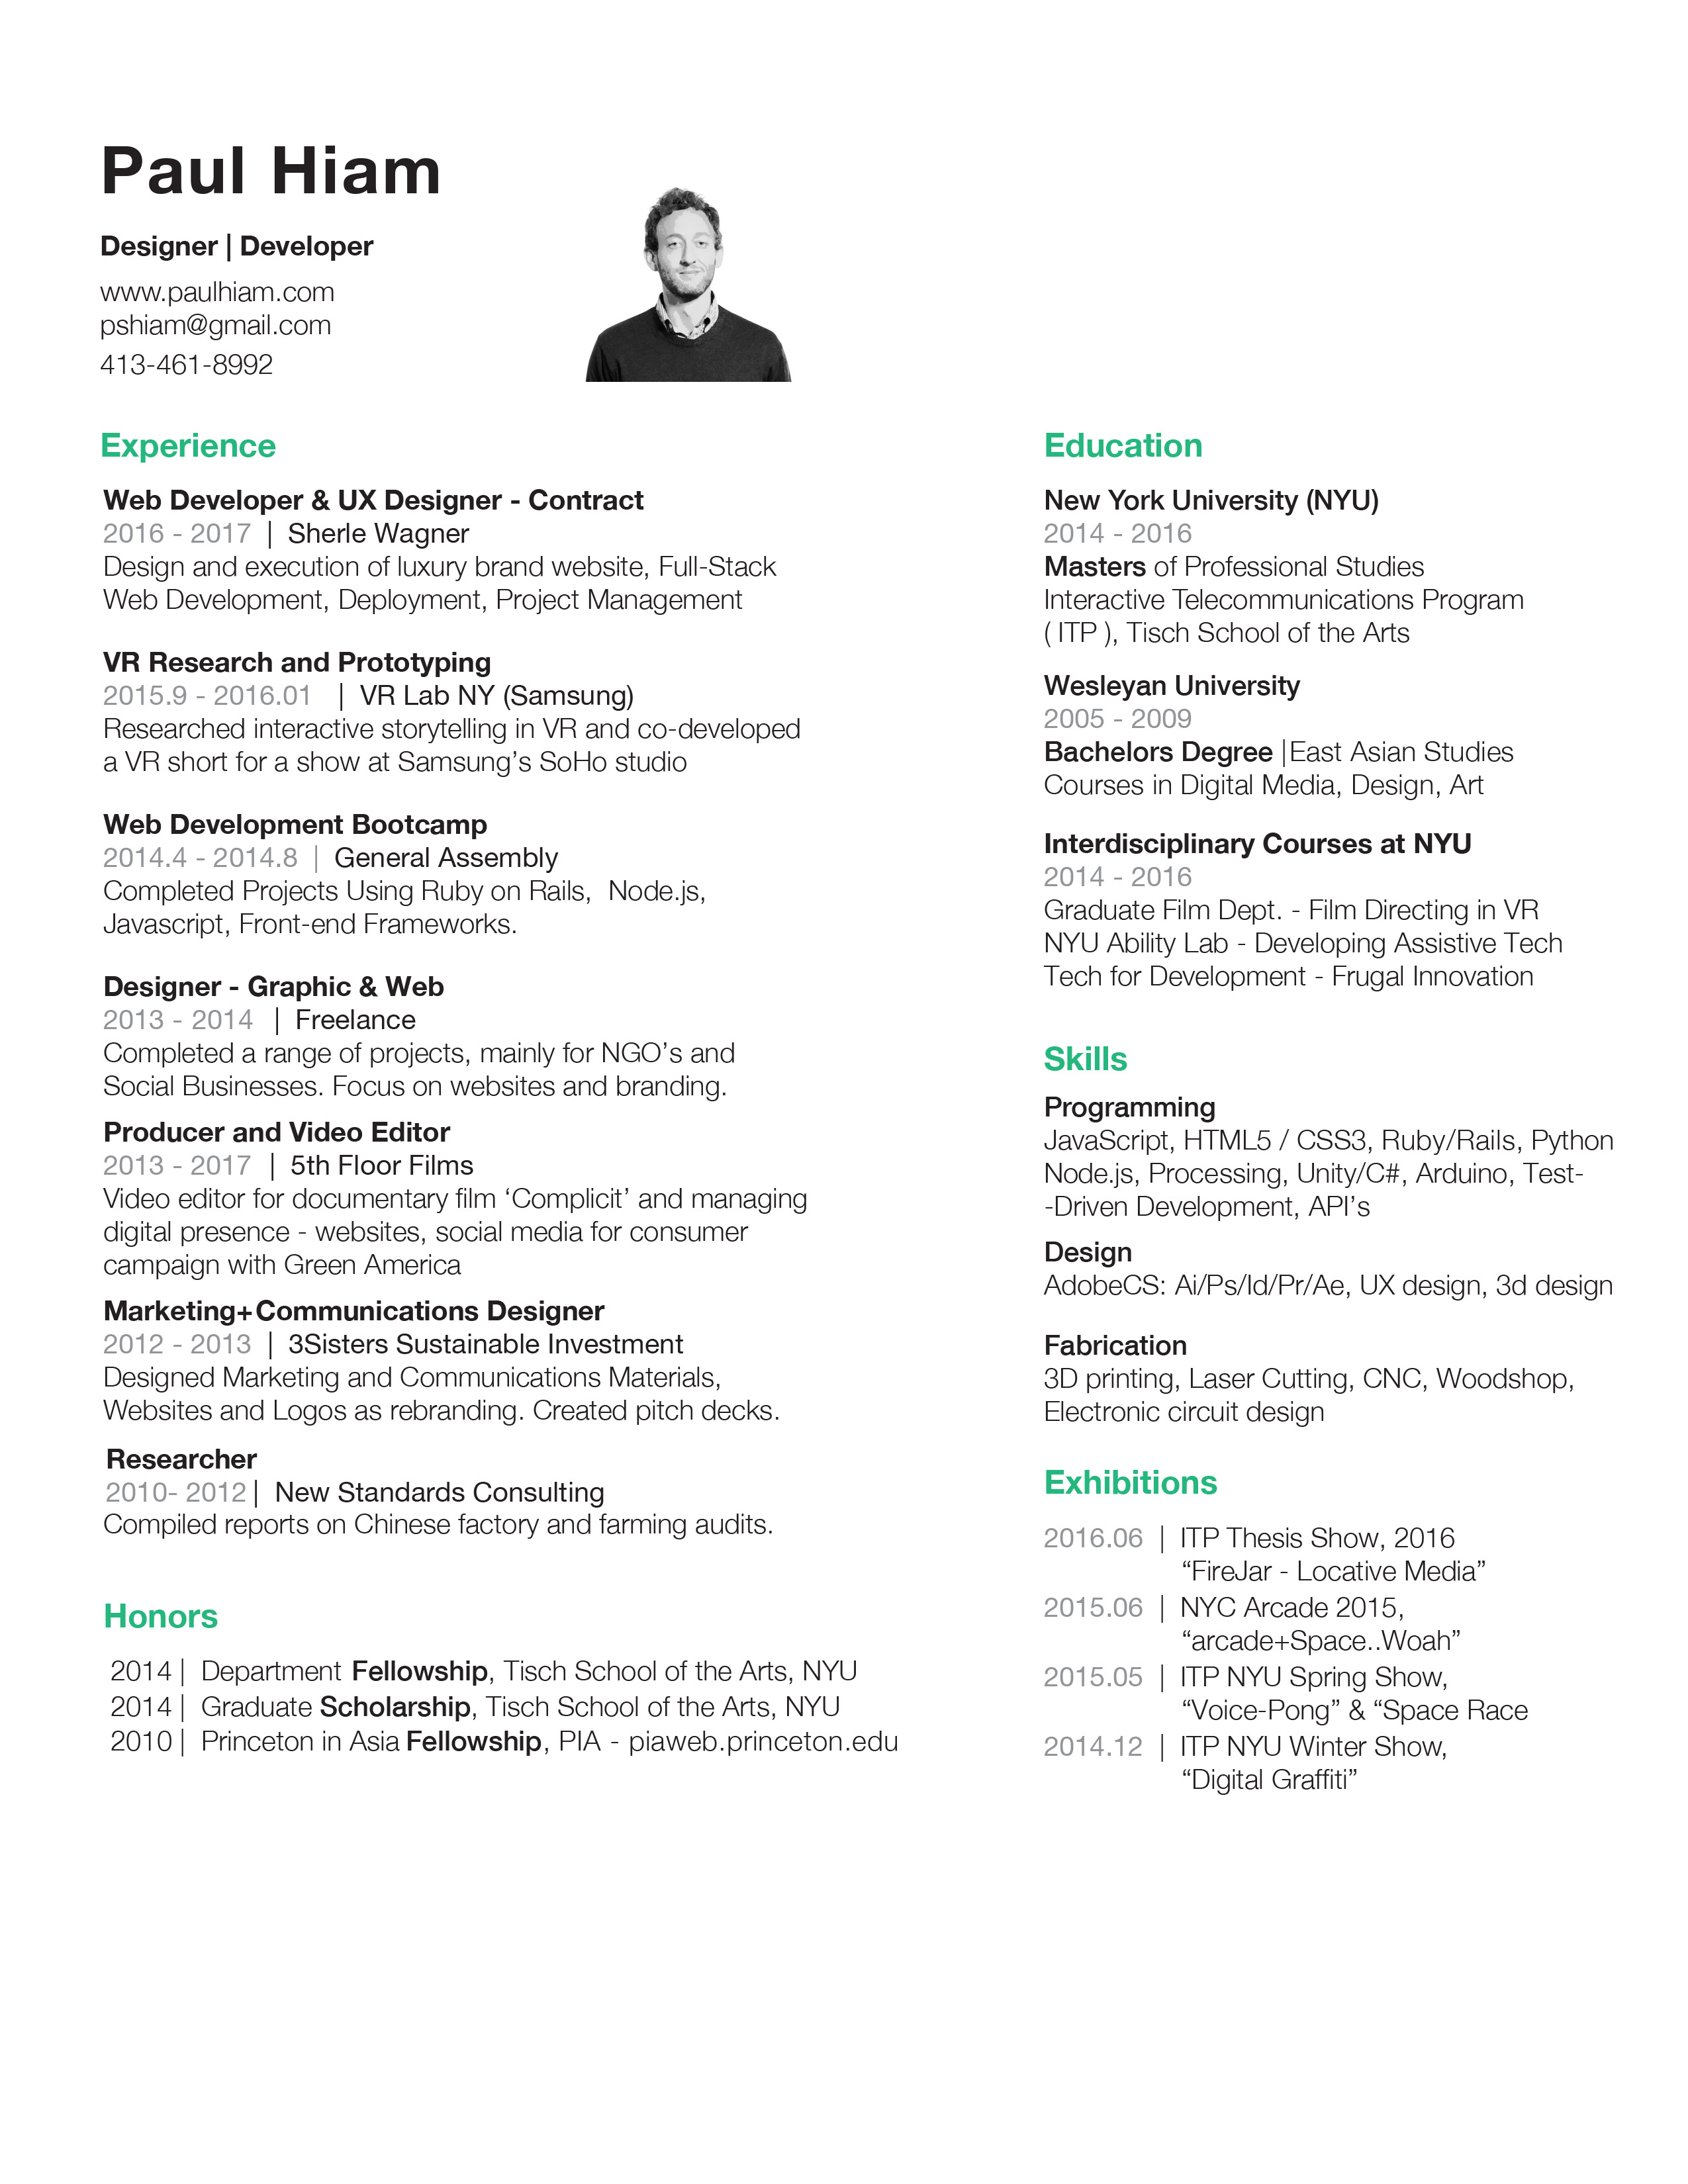 Paul Hiam
Designer | Developer
www.paulhiam.com
pshiam@gmail.com
413-461-8992
Experience
Web Developer & UX Designer - Contract
2016 - 2017 | Sherle Wagner
Design and execution of luxury brand website, Full-Stack
Web Development, Deployment, Project Management
VR Research and Prototyping
2015.9 - 2016.01 | VR Lab NY (Samsung)
Researched interactive storytelling in VR and co-developed
a VR short for a show at Samsung’s SoHo studio
Web Development Bootcamp
2014.4 - 2014.8 | General Assembly
Completed Projects Using Ruby on Rails, Node.js,
Javascript, Front-end Frameworks.
Designer - Graphic & Web
2013 - 2014 | Freelance
Completed a range of projects, mainly for NGO’s and
Social Businesses. Focus on websites and branding.
Producer and Video Editor
2013 - 2017 | 5th Floor Films
Video editor for documentary film ‘Complicit’ and managing
digital presence - websites, social media for consumer
campaign with Green America
Marketing+Communications Designer
2012 - 2013 | 3Sisters Sustainable Investment
Designed Marketing and Communications Materials,
Websites and Logos as rebranding. Created pitch decks.
Researcher
2010- 2012 | New Standards Consulting
Compiled reports on Chinese factory and farming audits.
Honors
2014 | Department Fellowship, Tisch School of the Arts, NYU
2014 | Graduate Scholarship, Tisch School of the Arts, NYU
2010 | Princeton in Asia Fellowship, PIA - piaweb.princeton.edu
Education
New York University (NYU)
2014 - 2016
Masters of Professional Studies
Interactive Telecommunications Program
( ITP ), Tisch School of the Arts
Wesleyan University
2005 - 2009
Bachelors Degree |East Asian Studies
Courses in Digital Media, Design, Art
Interdisciplinary Courses at NYU
2014 - 2016
Graduate Film Dept. - Film Directing in VR
NYU Ability Lab - Developing Assistive Tech
Tech for Development - Frugal Innovation
Skills
Programming
JavaScript, HTML5 / CSS3, Ruby/Rails, Python
Node.js, Processing, Unity/C#, Arduino, Test-
-Driven Development, API’s
Design
AdobeCS: Ai/Ps/Id/Pr/Ae, UX design, 3d design
Fabrication
3D printing, Laser Cutting, CNC, Woodshop,
Electronic circuit design
Exhibitions
2016.06 | ITP Thesis Show, 2016
“FireJar - Locative Media”
2015.06 | NYC Arcade 2015,
“arcade+Space..Woah”
2015.05 | ITP NYU Spring Show,
“Voice-Pong” & “Space Race
2014.12 | ITP NYU Winter Show,
“Digital Graffiti”